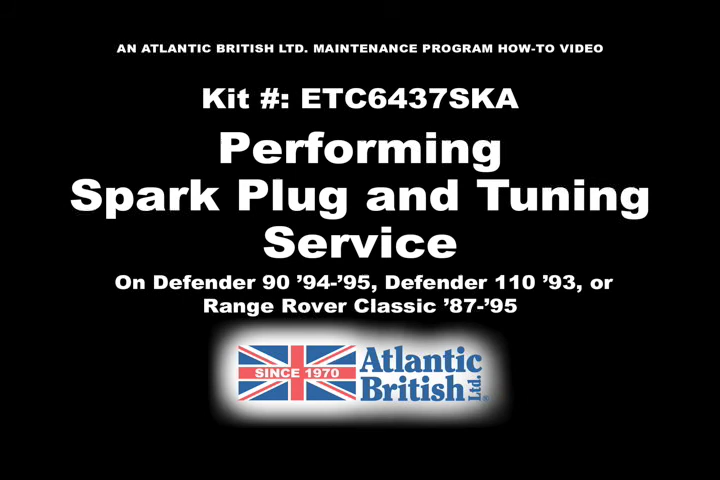 AN ATLANTIC BRITISH LTD. MAINTENANCE PROGRAM HOW-TO VIDEO
Kit #: ETC6437SKA
Performing
Spark Plug and Tuning
Service
On Defender 90 ’94-’95, Defender 110 ’93, or
Range Rover Classic ’87-’95
SINCE 1970
Atlantic
British Ltd.®